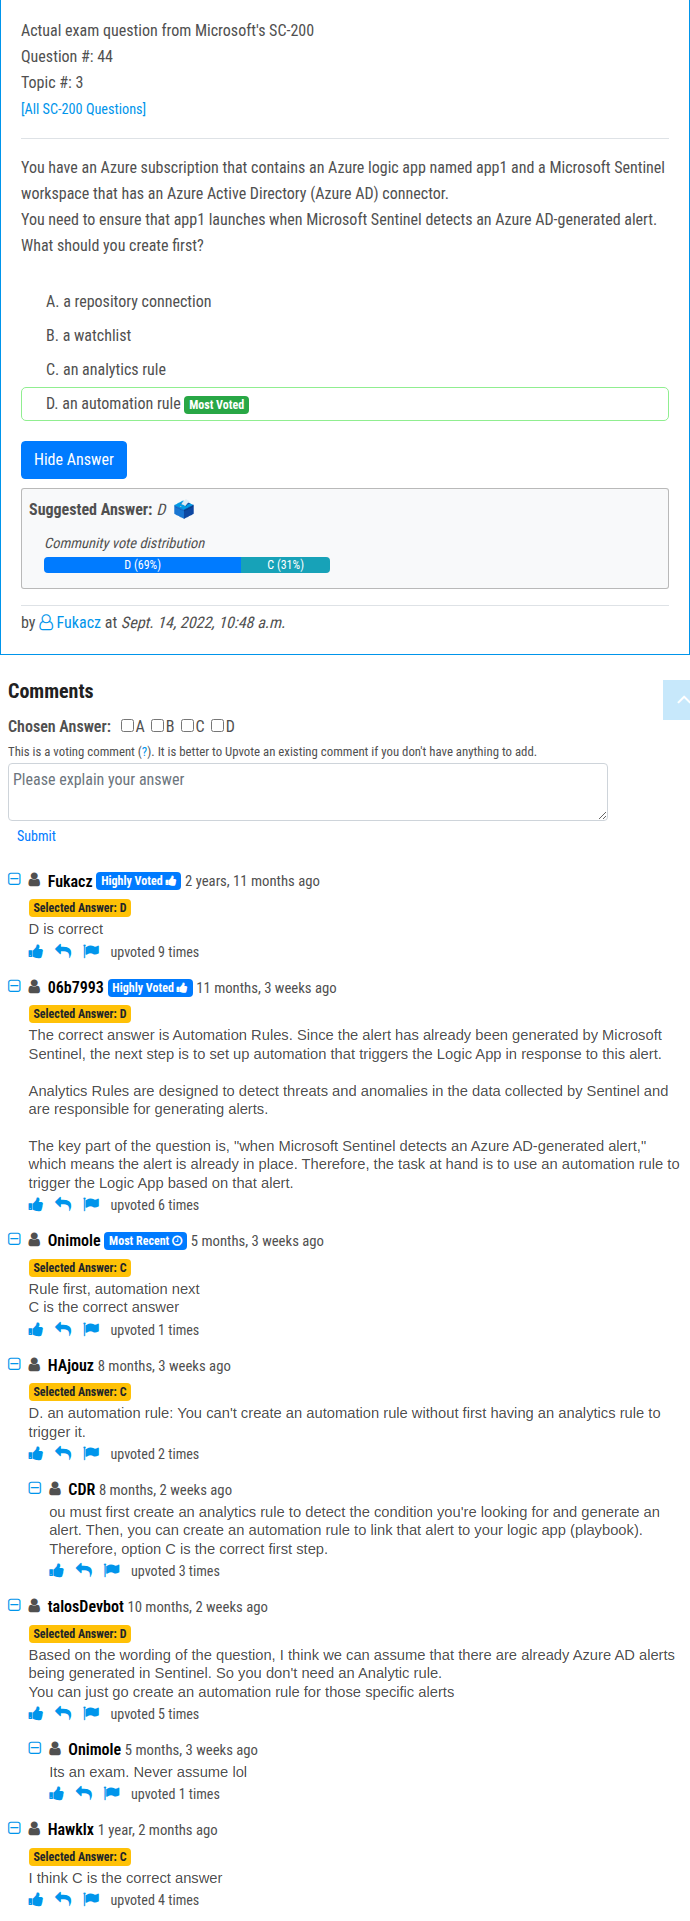 Actual exam question from Microsoft's SC-200
Question #: 44
Topic #: 3
[All SC-200 Questions]
You have an Azure subscription that contains an Azure logic app named app1 and a Microsoft Sentinel
workspace that has an Azure Active Directory (Azure AD) connector.
You need to ensure that app1 launches when Microsoft Sentinel detects an Azure AD-generated alert.
What should you create first?
A. a repository connection
B. a watchlist
C. an analytics rule
D. an automation rule Most Voted
Hide Answer
Suggested Answer: D
Community vote distribution
D (69%) C (31%)
by Fukacz at Sept. 14, 2022, 10:48 a.m.
Comments
Chosen Answer: A B C D
This is a voting comment (?). It is better to Upvote an existing comment if you don't have anything to add.
Please explain your answer
Submit
Fukacz Highly Voted 2 years, 11 months ago
Selected Answer: D
D is correct
upvoted 9 times
06b7993 Highly Voted 11 months, 3 weeks ago
Selected Answer: D
The correct answer is Automation Rules. Since the alert has already been generated by Microsoft
Sentinel, the next step is to set up automation that triggers the Logic App in response to this alert.
Analytics Rules are designed to detect threats and anomalies in the data collected by Sentinel and
are responsible for generating alerts.
The key part of the question is, "when Microsoft Sentinel detects an Azure AD-generated alert,"
which means the alert is already in place. Therefore, the task at hand is to use an automation rule to
trigger the Logic App based on that alert.
upvoted 6 times
Onimole Most Recent 5 months, 3 weeks ago
Selected Answer: C
Rule first, automation next
C is the correct answer
upvoted 1 times
HAjouz 8 months, 3 weeks ago
Selected Answer: C
D. an automation rule: You can't create an automation rule without first having an analytics rule to
trigger it.
upvoted 2 times
CDR 8 months, 2 weeks ago
ou must first create an analytics rule to detect the condition you're looking for and generate an
alert. Then, you can create an automation rule to link that alert to your logic app (playbook).
Therefore, option C is the correct first step.
upvoted 3 times
talosDevbot 10 months, 2 weeks ago
Selected Answer: D
Based on the wording of the question, I think we can assume that there are already Azure AD alerts
being generated in Sentinel. So you don't need an Analytic rule.
You can just go create an automation rule for those specific alerts
upvoted 5 times
Onimole 5 months, 3 weeks ago
Its an exam. Never assume lol
upvoted 1 times
Hawklx 1 year, 2 months ago
Selected Answer: C
I think C is the correct answer
upvoted 4 times